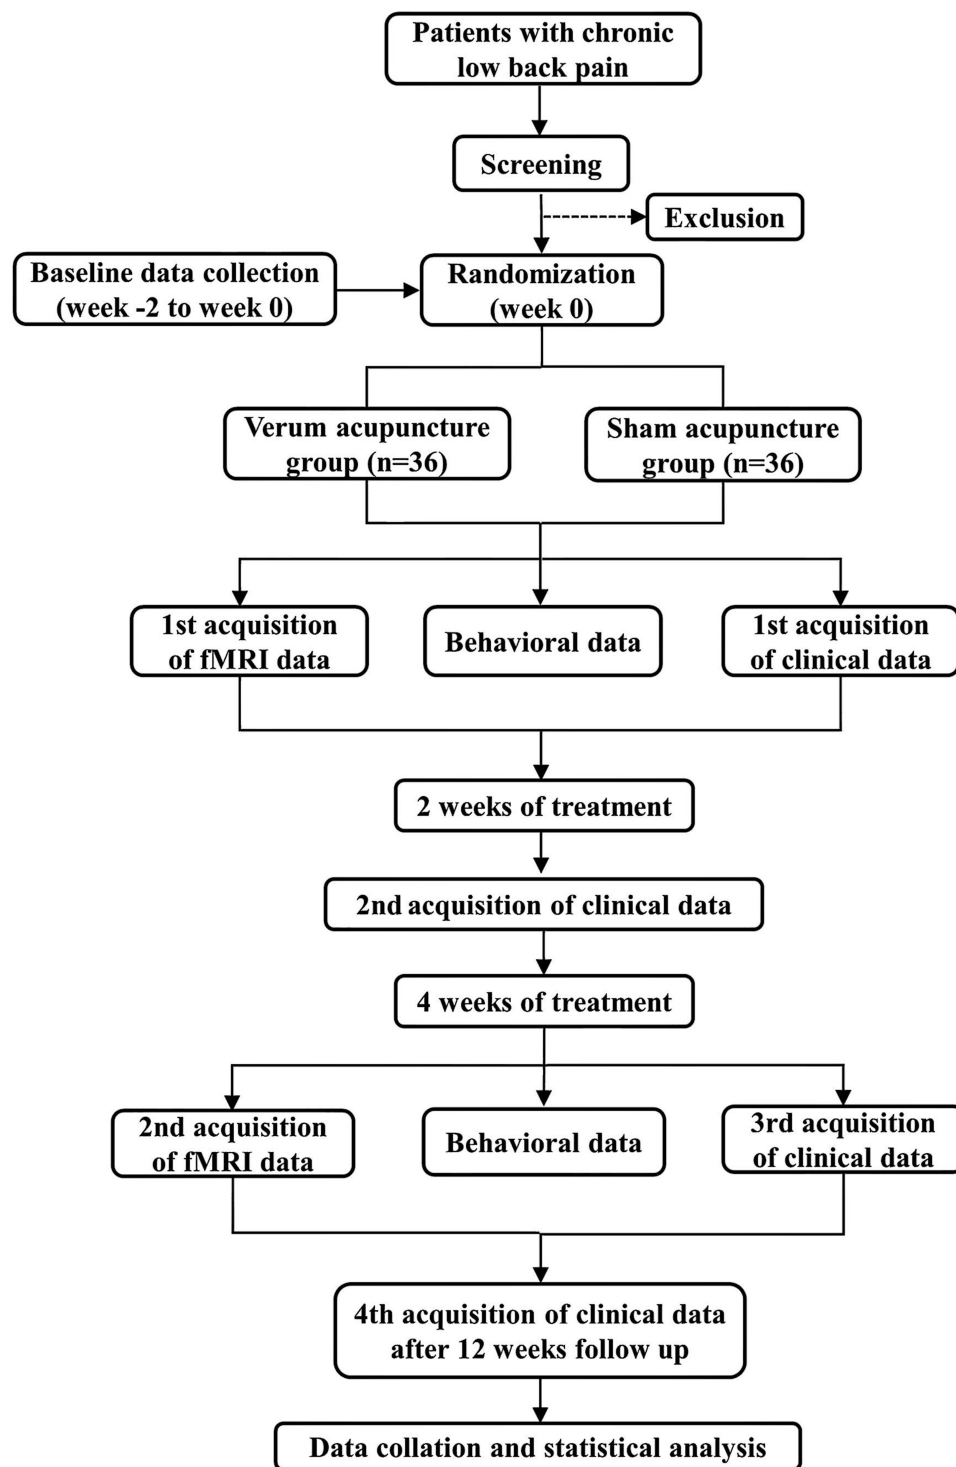 Patients with chronic
low back pain
Screening
Exclusion
Baseline data collection
(week -2 to week 0)
Randomization
(week 0)
Verum acupuncture
group (n=36)
Sham acupuncture
group (n=36)
1st acquisition
of fMRI data
Behavioral data
1st acquisition
of clinical data
2 weeks of treatment
2nd acquisition of clinical data
4 weeks of treatment
2nd acquisition
of fMRI data
Behavioral data
3rd acquisition
of clinical data
4th acquisition of clinical data
after 12 weeks follow up
Data collation and statistical analysis